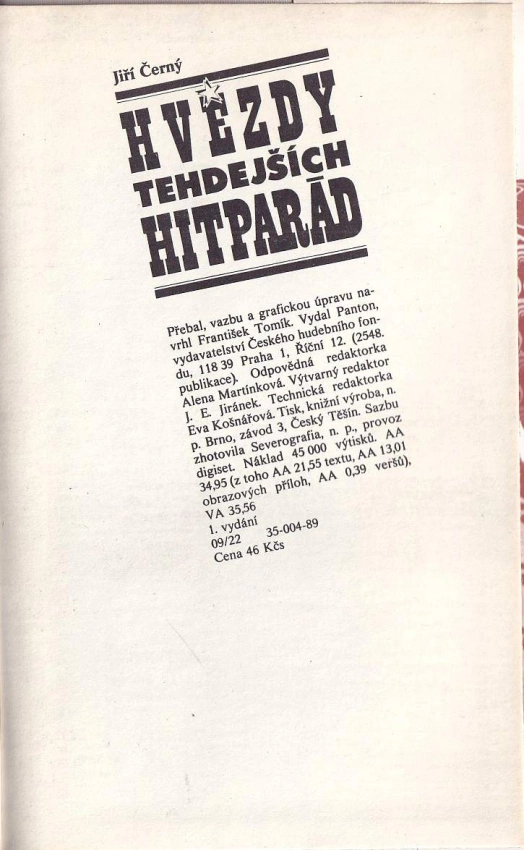 Jiří Černý
HVĚZDY
TEHDEJŠÍCH
HITPARÁD
Přebal, vazbu a grafickou úpravu na-
vrhl František Tomík. Vydal Panton,
vydavatelství Českého hudebního fon-
du, 118 39 Praha 1, Říční 12. (2548.
publikace). Odpovědná redaktorka
Alena Martínková. Výtvarný redaktor
J. E. Jiránek. Technická redaktorka
Eva Košnářová. Tisk, knižní výroba, n.
p. Brno, závod 3, Český Těšín. Sazbu
zhotovila Severografia, n. p., provoz
digiset. Náklad 45 000 výtisků. AA
34,95 (z toho AA 21,55 textu, AA 13,01
obrazových příloh, AA 0,39 veršů),
VA 35,56
1. vydání
09/22 35-004-89
Cena 46 Kčs